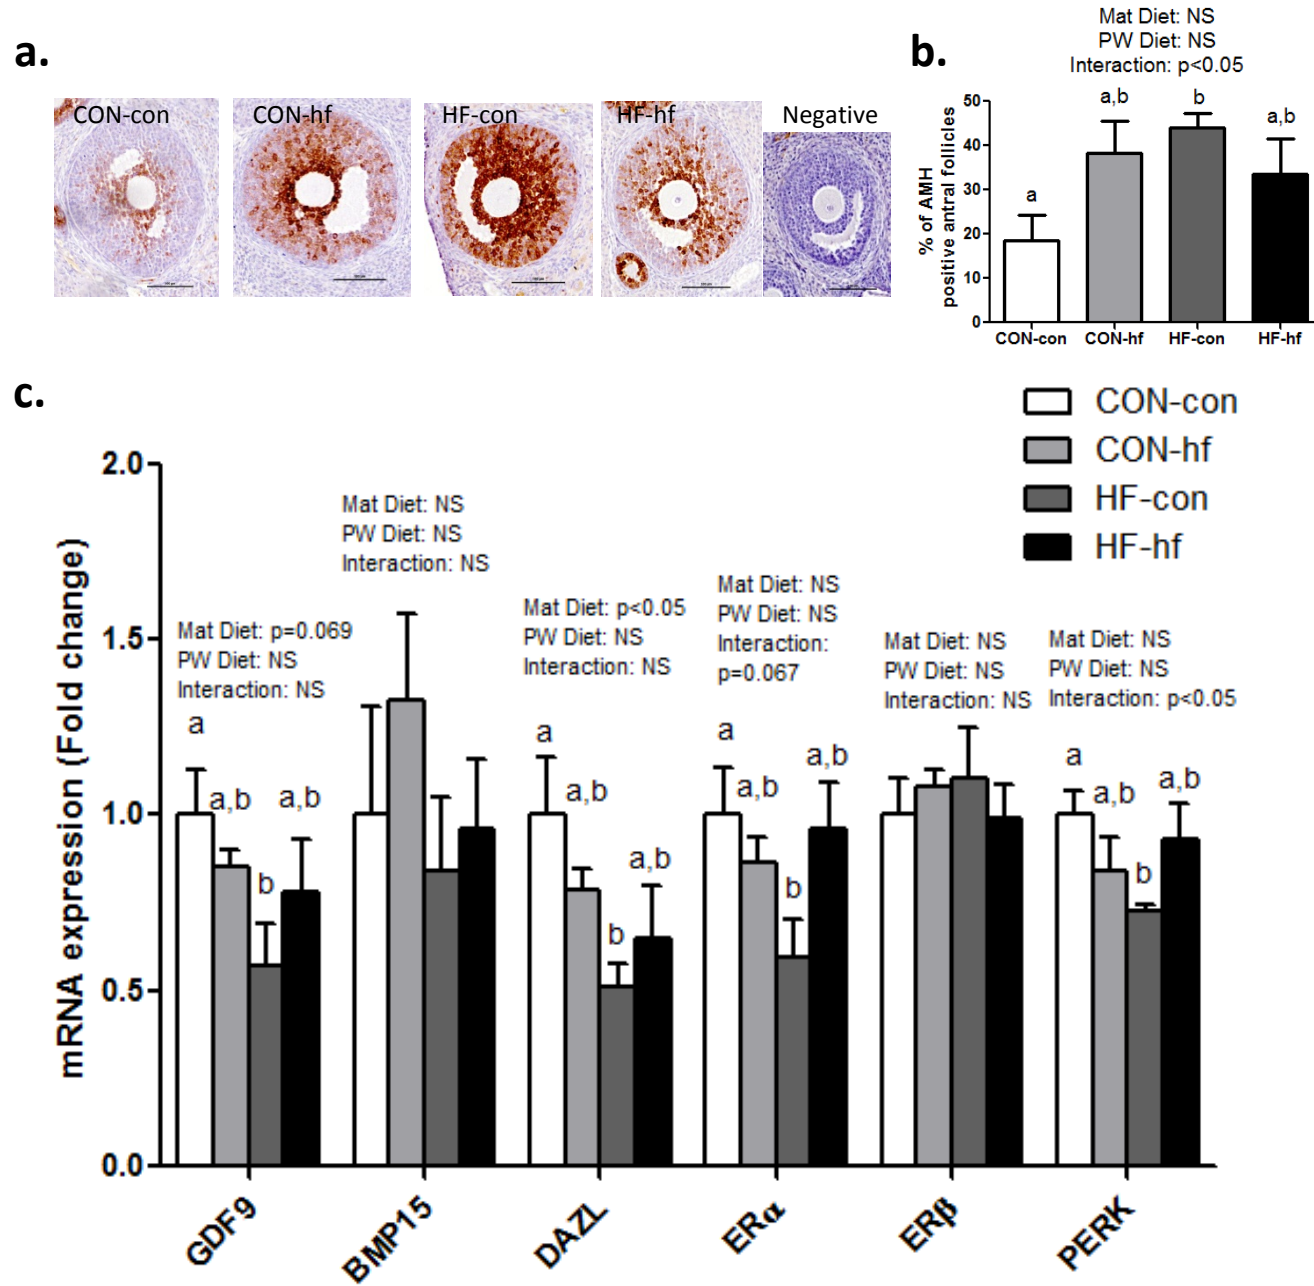 a.
CON-con
CON-hf
HF-con
HF-hf
Negative
b.
Mat Diet: NS
PW Diet: NS
Interaction: p<0.05
% of AMH
positive antral follicles
50
40
30
20
10
0
a
a,b
b
a,b
CON-con
CON-hf
HF-con
HF-hf
c.
CON-con
CON-hf
HF-con
HF-hf
mRNA expression (Fold change)
2.0
1.5
1.0
0.5
0.0
Mat Diet: p=0.069
PW Diet: NS
Interaction: NS
a
a,b
b
a,b
Mat Diet: NS
PW Diet: NS
Interaction: NS
Mat Diet: p<0.05
PW Diet: NS
Interaction: NS
a
a,b
b
a,b
Mat Diet: NS
PW Diet: NS
Interaction:
p=0.067
a
a,b
b
a,b
Mat Diet: NS
PW Diet: NS
Interaction: NS
Mat Diet: NS
PW Diet: NS
Interaction: p<0.05
a
a,b
b
a,b
GDF9
BMP15
DAZL
ERα
ERβ
PERK